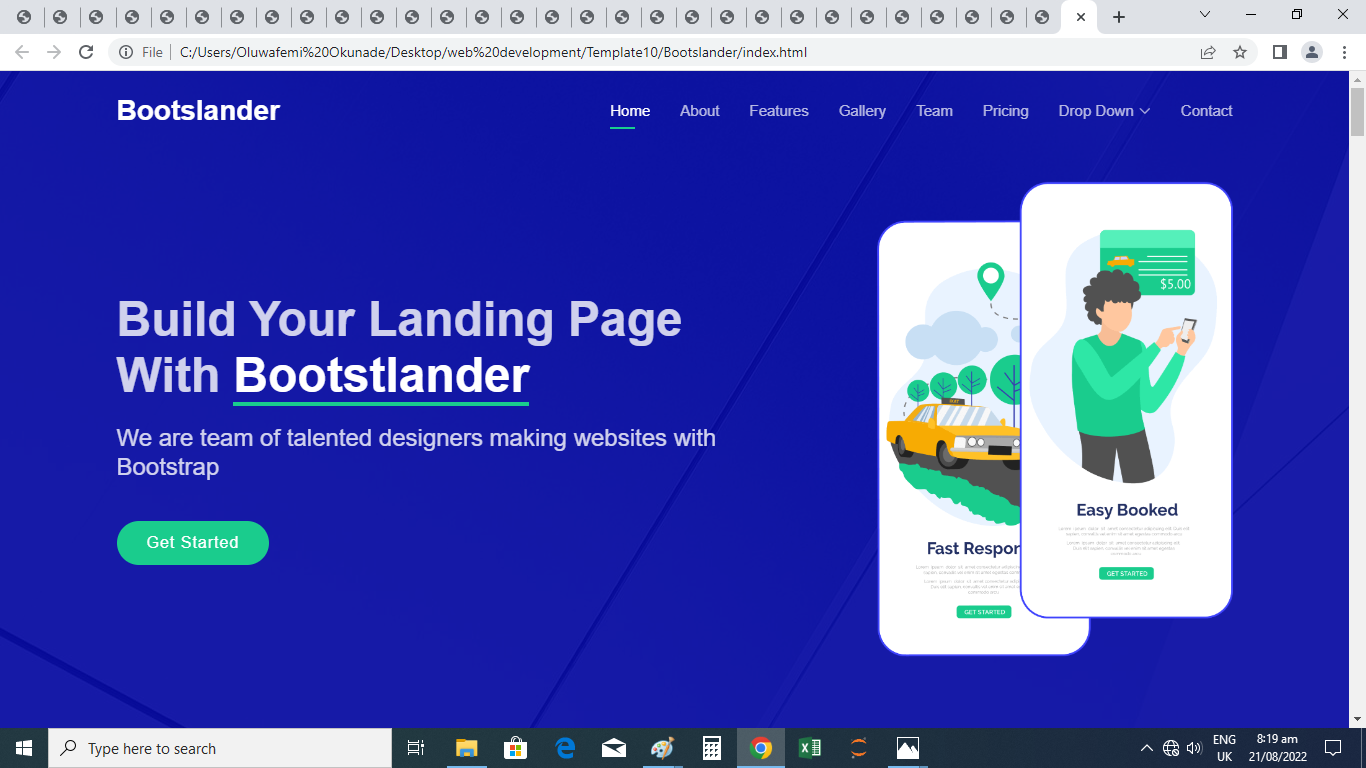 File
C:/Users/Oluwafemi%20Okunade/Desktop/web%20development/Template10/Bootslander/index.html
Bootslander
Home
About
Features
Gallery
Team
Pricing
Drop Down
Contact
Build Your Landing Page
With Bootstlander
We are team of talented designers making websites with
Bootstrap
Get Started
$5.00
TAXI
Easy Booked
GET STARTED
Fast Respon
GET STARTED
Type here to search
ENG
UK
8:19 am
21/08/2022